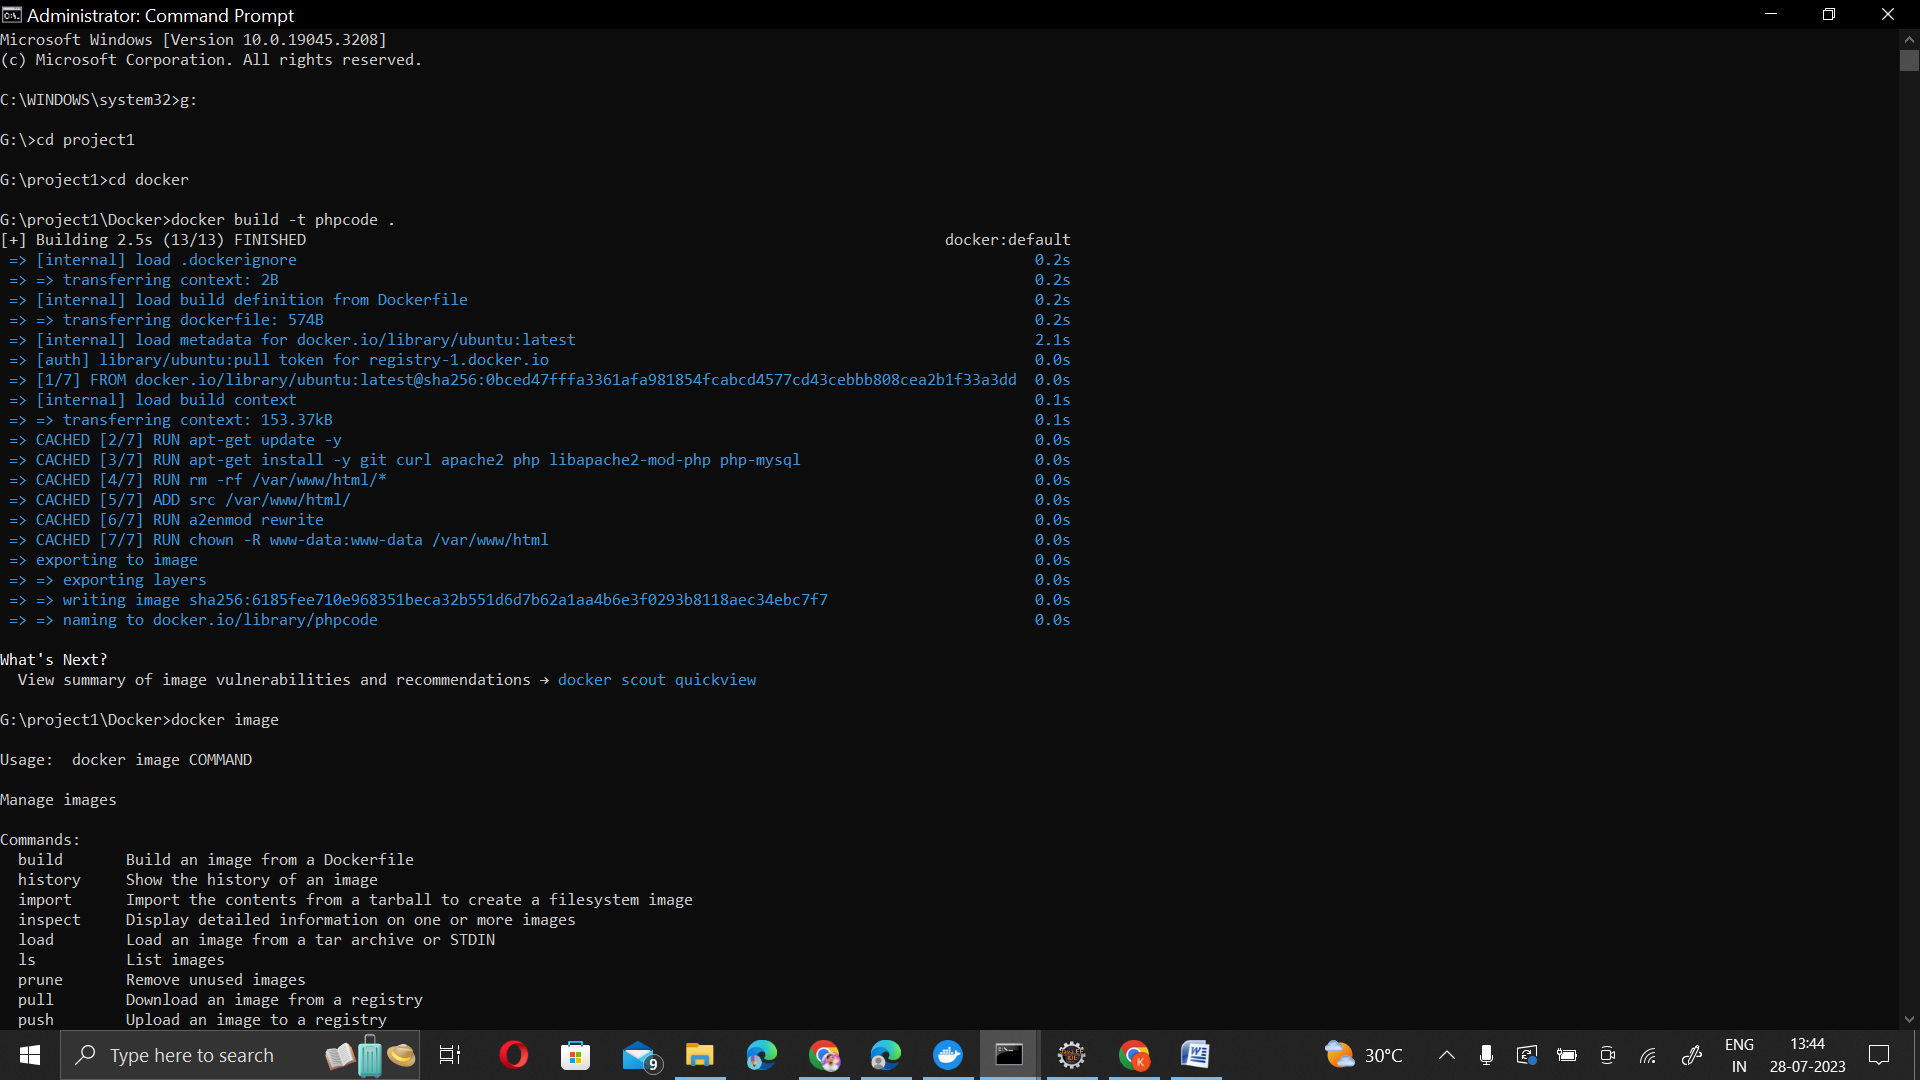 Administrator: Command Prompt
Microsoft Windows [Version 10.0.19045.3208]
(c) Microsoft Corporation. All rights reserved.
C:\WINDOWS\system32>g:
G:\>cd project1
G:\project1>cd docker
G:\project1\Docker>docker build -t phpcode .
[+] Building 2.5s (13/13) FINISHED docker:default
=> [internal] load .dockerignore 0.2s
=> => transferring context: 2B 0.2s
=> [internal] load build definition from Dockerfile 0.2s
=> => transferring dockerfile: 574B 0.2s
=> [internal] load metadata for docker.io/library/ubuntu:latest 2.1s
=> [auth] library/ubuntu:pull token for registry-1.docker.io 0.0s
=> [1/7] FROM docker.io/library/ubuntu:latest@sha256:0bced47fffa3361afa981854fcabcd4577cd43cebbb808cea2b1f33a3dd 0.0s
=> [internal] load build context 0.1s
=> => transferring context: 153.37kB 0.1s
=> CACHED [2/7] RUN apt-get update -y 0.0s
=> CACHED [3/7] RUN apt-get install -y git curl apache2 php libapache2-mod-php php-mysql 0.0s
=> CACHED [4/7] RUN rm -rf /var/www/html/* 0.0s
=> CACHED [5/7] ADD src /var/www/html/ 0.0s
=> CACHED [6/7] RUN a2enmod rewrite 0.0s
=> CACHED [7/7] RUN chown -R www-data:www-data /var/www/html 0.0s
=> exporting to image 0.0s
=> => exporting layers 0.0s
=> => writing image sha256:6185fee710e968351beca32b551d6d7b62a1aa4b6e3f0293b8118aec34ebc7f7 0.0s
=> => naming to docker.io/library/phpcode 0.0s
What's Next?
View summary of image vulnerabilities and recommendations → docker scout quickview
G:\project1\Docker>docker image
Usage:  docker image COMMAND
Manage images
Commands:
build Build an image from a Dockerfile
history Show the history of an image
import Import the contents from a tarball to create a filesystem image
inspect Display detailed information on one or more images
load Load an image from a tar archive or STDIN
ls List images
prune Remove unused images
pull Download an image from a registry
push Upload an image to a registry
Type here to search
9
K
30°C
ENG
IN
13:44
28-07-2023